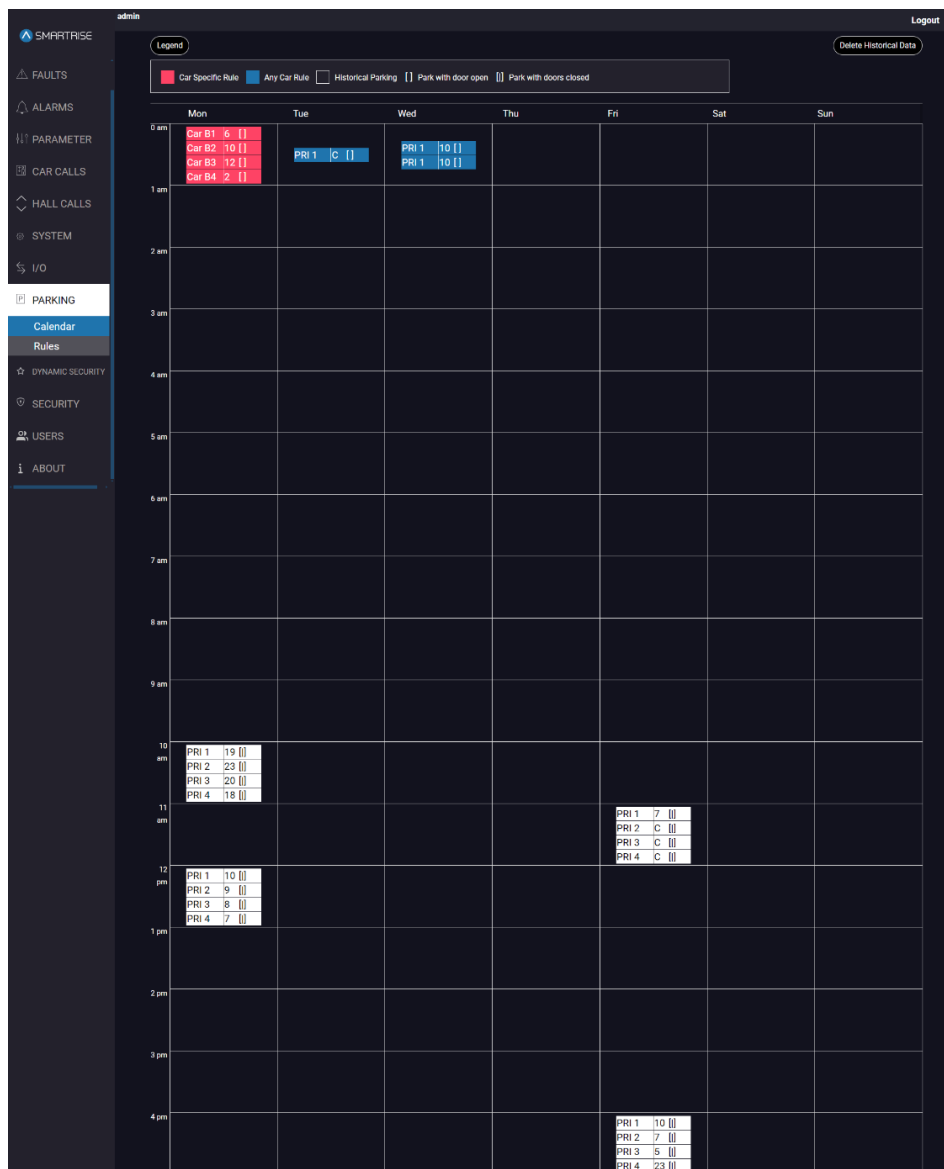 admin
Logout
SMARTRISE
Legend
Delete Historical Data
Car Specific Rule Any Car Rule Historical Parking [ ] Park with door open [|] Park with doors closed
FAULTS
ALARMS
PARAMETER
CAR CALLS
HALL CALLS
SYSTEM
I/O
P PARKING
Calendar
Rules
DYNAMIC SECURITY
SECURITY
USERS
i ABOUT
Mon Tue Wed Thu Fri Sat Sun
0 am
Car B1 6 [ ]
Car B2 10 [ ]
Car B3 12 [ ]
Car B4 2 [ ]
PRI 1 C [ ]
PRI 1 10 [ ]
PRI 1 10 [ ]
1 am
2 am
3 am
4 am
5 am
6 am
7 am
8 am
9 am
10
am
PRI 1 19 [|]
PRI 2 23 [|]
PRI 3 20 [|]
PRI 4 18 [|]
11
am
PRI 1 7 [|]
PRI 2 C [|]
PRI 3 C [|]
PRI 4 C [|]
12
pm
PRI 1 10 [|]
PRI 2 9 [|]
PRI 3 8 [|]
PRI 4 7 [|]
1 pm
2 pm
3 pm
4 pm
PRI 1 10 [|]
PRI 2 7 [|]
PRI 3 5 [|]
PRI 4 23 [|]